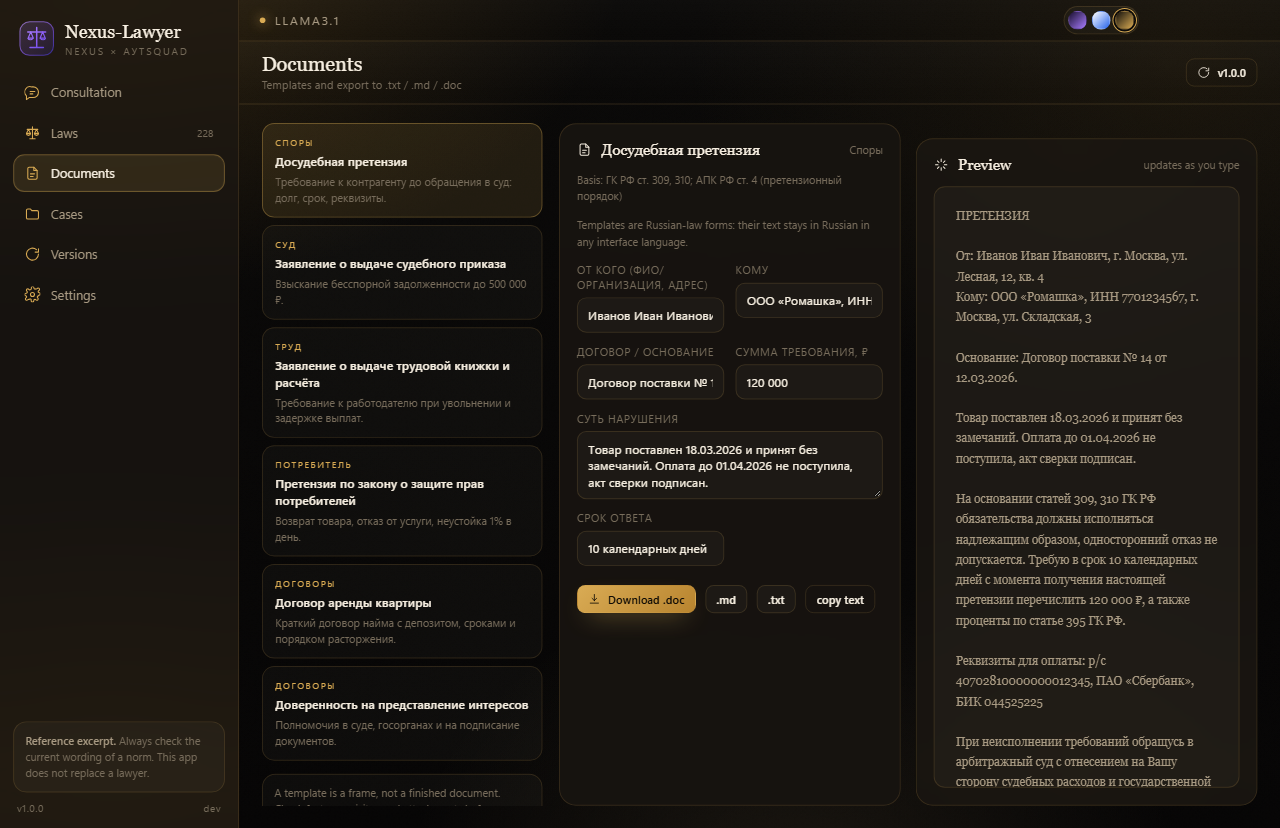 Nexus-Lawyer
NEXUS × AYTSQUAD
Consultation
Laws
228
Documents
Cases
Versions
Settings
Reference excerpt. Always check the
current wording of a norm. This app
does not replace a lawyer.
v1.0.0
dev
LLAMA3.1
Documents
Templates and export to .txt / .md / .doc
v1.0.0
СПОРЫ
Досудебная претензия
Требование к контрагенту до обращения в суд:
долг, срок, реквизиты.
СУД
Заявление о выдаче судебного приказа
Взыскание бесспорной задолженности до 500 000
₽.
ТРУД
Заявление о выдаче трудовой книжки и
расчёта
Требование к работодателю при увольнении и
задержке выплат.
ПОТРЕБИТЕЛЬ
Претензия по закону о защите прав
потребителей
Возврат товара, отказ от услуги, неустойка 1% в
день.
ДОГОВОРЫ
Договор аренды квартиры
Краткий договор найма с депозитом, сроками и
порядком расторжения.
ДОГОВОРЫ
Доверенность на представление интересов
Полномочия в суде, госорганах и на подписание
документов.
A template is a frame, not a finished document.
Досудебная претензия
Споры
Basis: ГК РФ ст. 309, 310; АПК РФ ст. 4 (претензионный
порядок)
Templates are Russian-law forms: their text stays in Russian in
any interface language.
ОТ КОГО (ФИО/
ОРГАНИЗАЦИЯ, АДРЕС)
КОМУ
Иванов Иван Иванови
ООО «Ромашка», ИНН
ДОГОВОР / ОСНОВАНИЕ
СУММА ТРЕБОВАНИЯ, ₽
Договор поставки № 1
120 000
СУТЬ НАРУШЕНИЯ
Товар поставлен 18.03.2026 и принят без
замечаний. Оплата до 01.04.2026 не поступила,
акт сверки подписан.
СРОК ОТВЕТА
10 календарных дней
Download .doc
.md
.txt
copy text
Preview
updates as you type
ПРЕТЕНЗИЯ
От: Иванов Иван Иванович, г. Москва, ул.
Лесная, 12, кв. 4
Кому: ООО «Ромашка», ИНН 7701234567, г.
Москва, ул. Складская, 3
Основание: Договор поставки № 14 от
12.03.2026.
Товар поставлен 18.03.2026 и принят без
замечаний. Оплата до 01.04.2026 не
поступила, акт сверки подписан.
На основании статей 309, 310 ГК РФ
обязательства должны исполняться
надлежащим образом, односторонний отказ не
допускается. Требую в срок 10 календарных
дней с момента получения настоящей
претензии перечислить 120 000 ₽, а также
проценты по статье 395 ГК РФ.
Реквизиты для оплаты: р/с
40702810000000012345, ПАО «Сбербанк»,
БИК 044525225
При неисполнении требований обращусь в
арбитражный суд с отнесением на Вашу
сторону судебных расходов и государственной